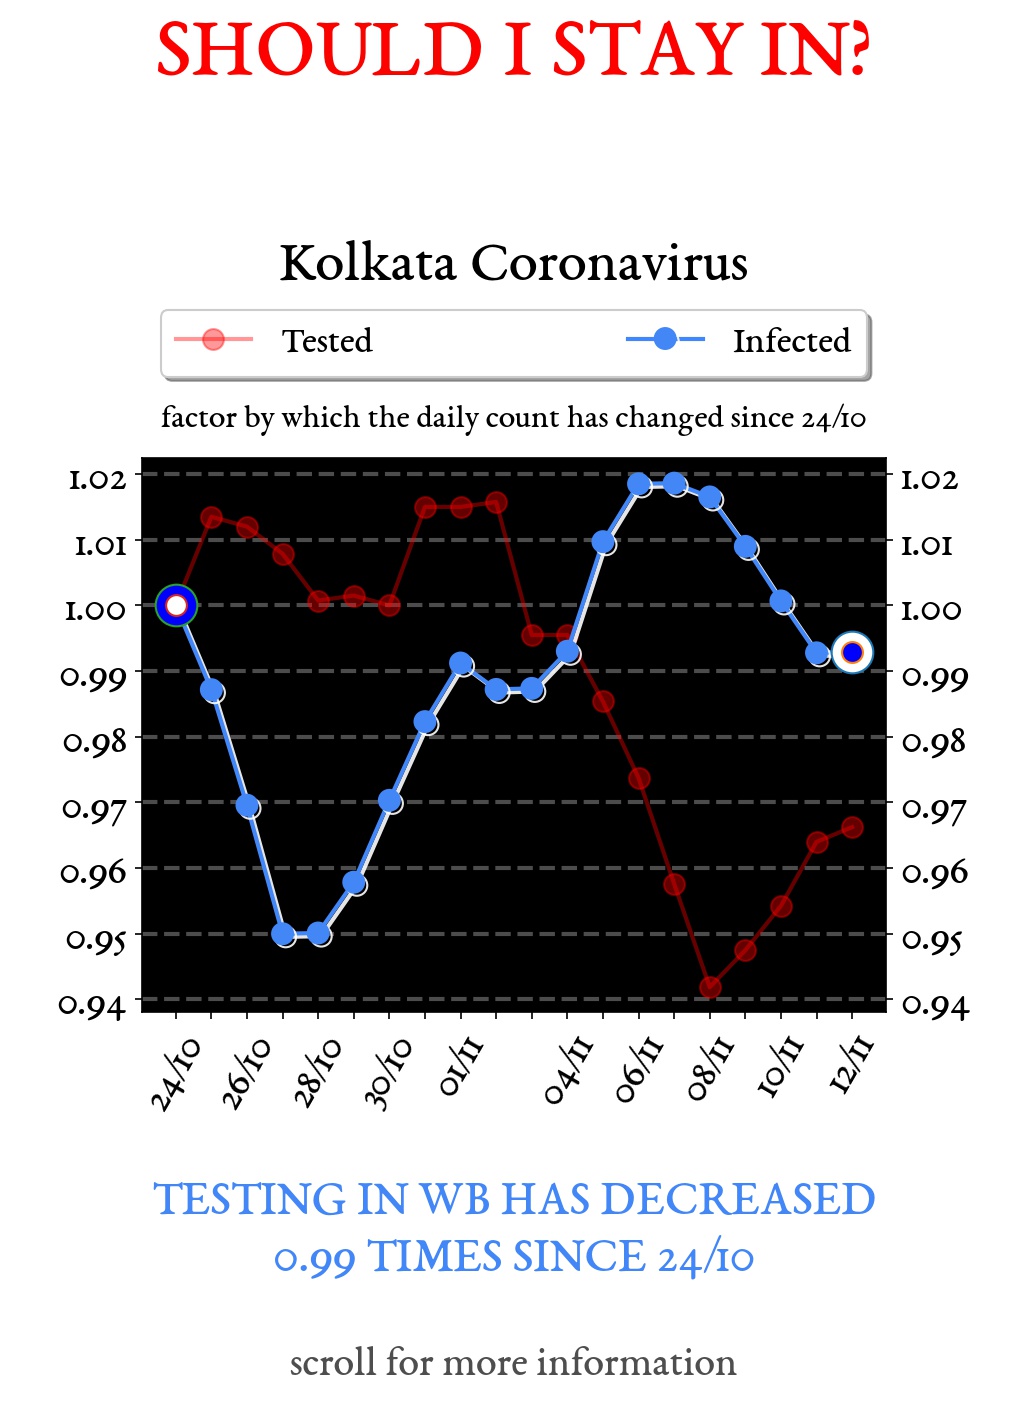 SHOULD I STAY IN?
Kolkata Coronavirus
Tested Infected
factor by which the daily count has changed since 24/10
1.02 1.02
1.01 1.01
1.00 1.00
0.99 0.99
0.98 0.98
0.97 0.97
0.96 0.96
0.95 0.95
0.94 0.94
24/10 26/10 28/10 30/10 01/11 04/11 06/11 08/11 10/11 12/11
TESTING IN WB HAS DECREASED
0.99 TIMES SINCE 24/10
scroll for more information